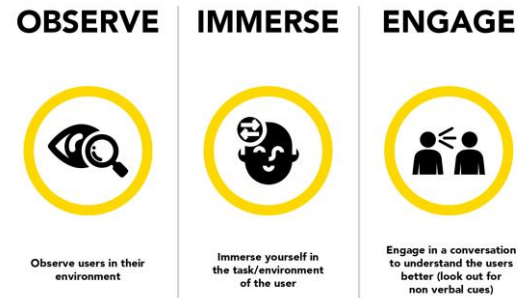 OBSERVE
Observe users in their
environment
IMMERSE
Immerse yourself in
the task/environment
of the user
ENGAGE
Engage in a conversation
to understand the users
better (look out for
non verbal cues)